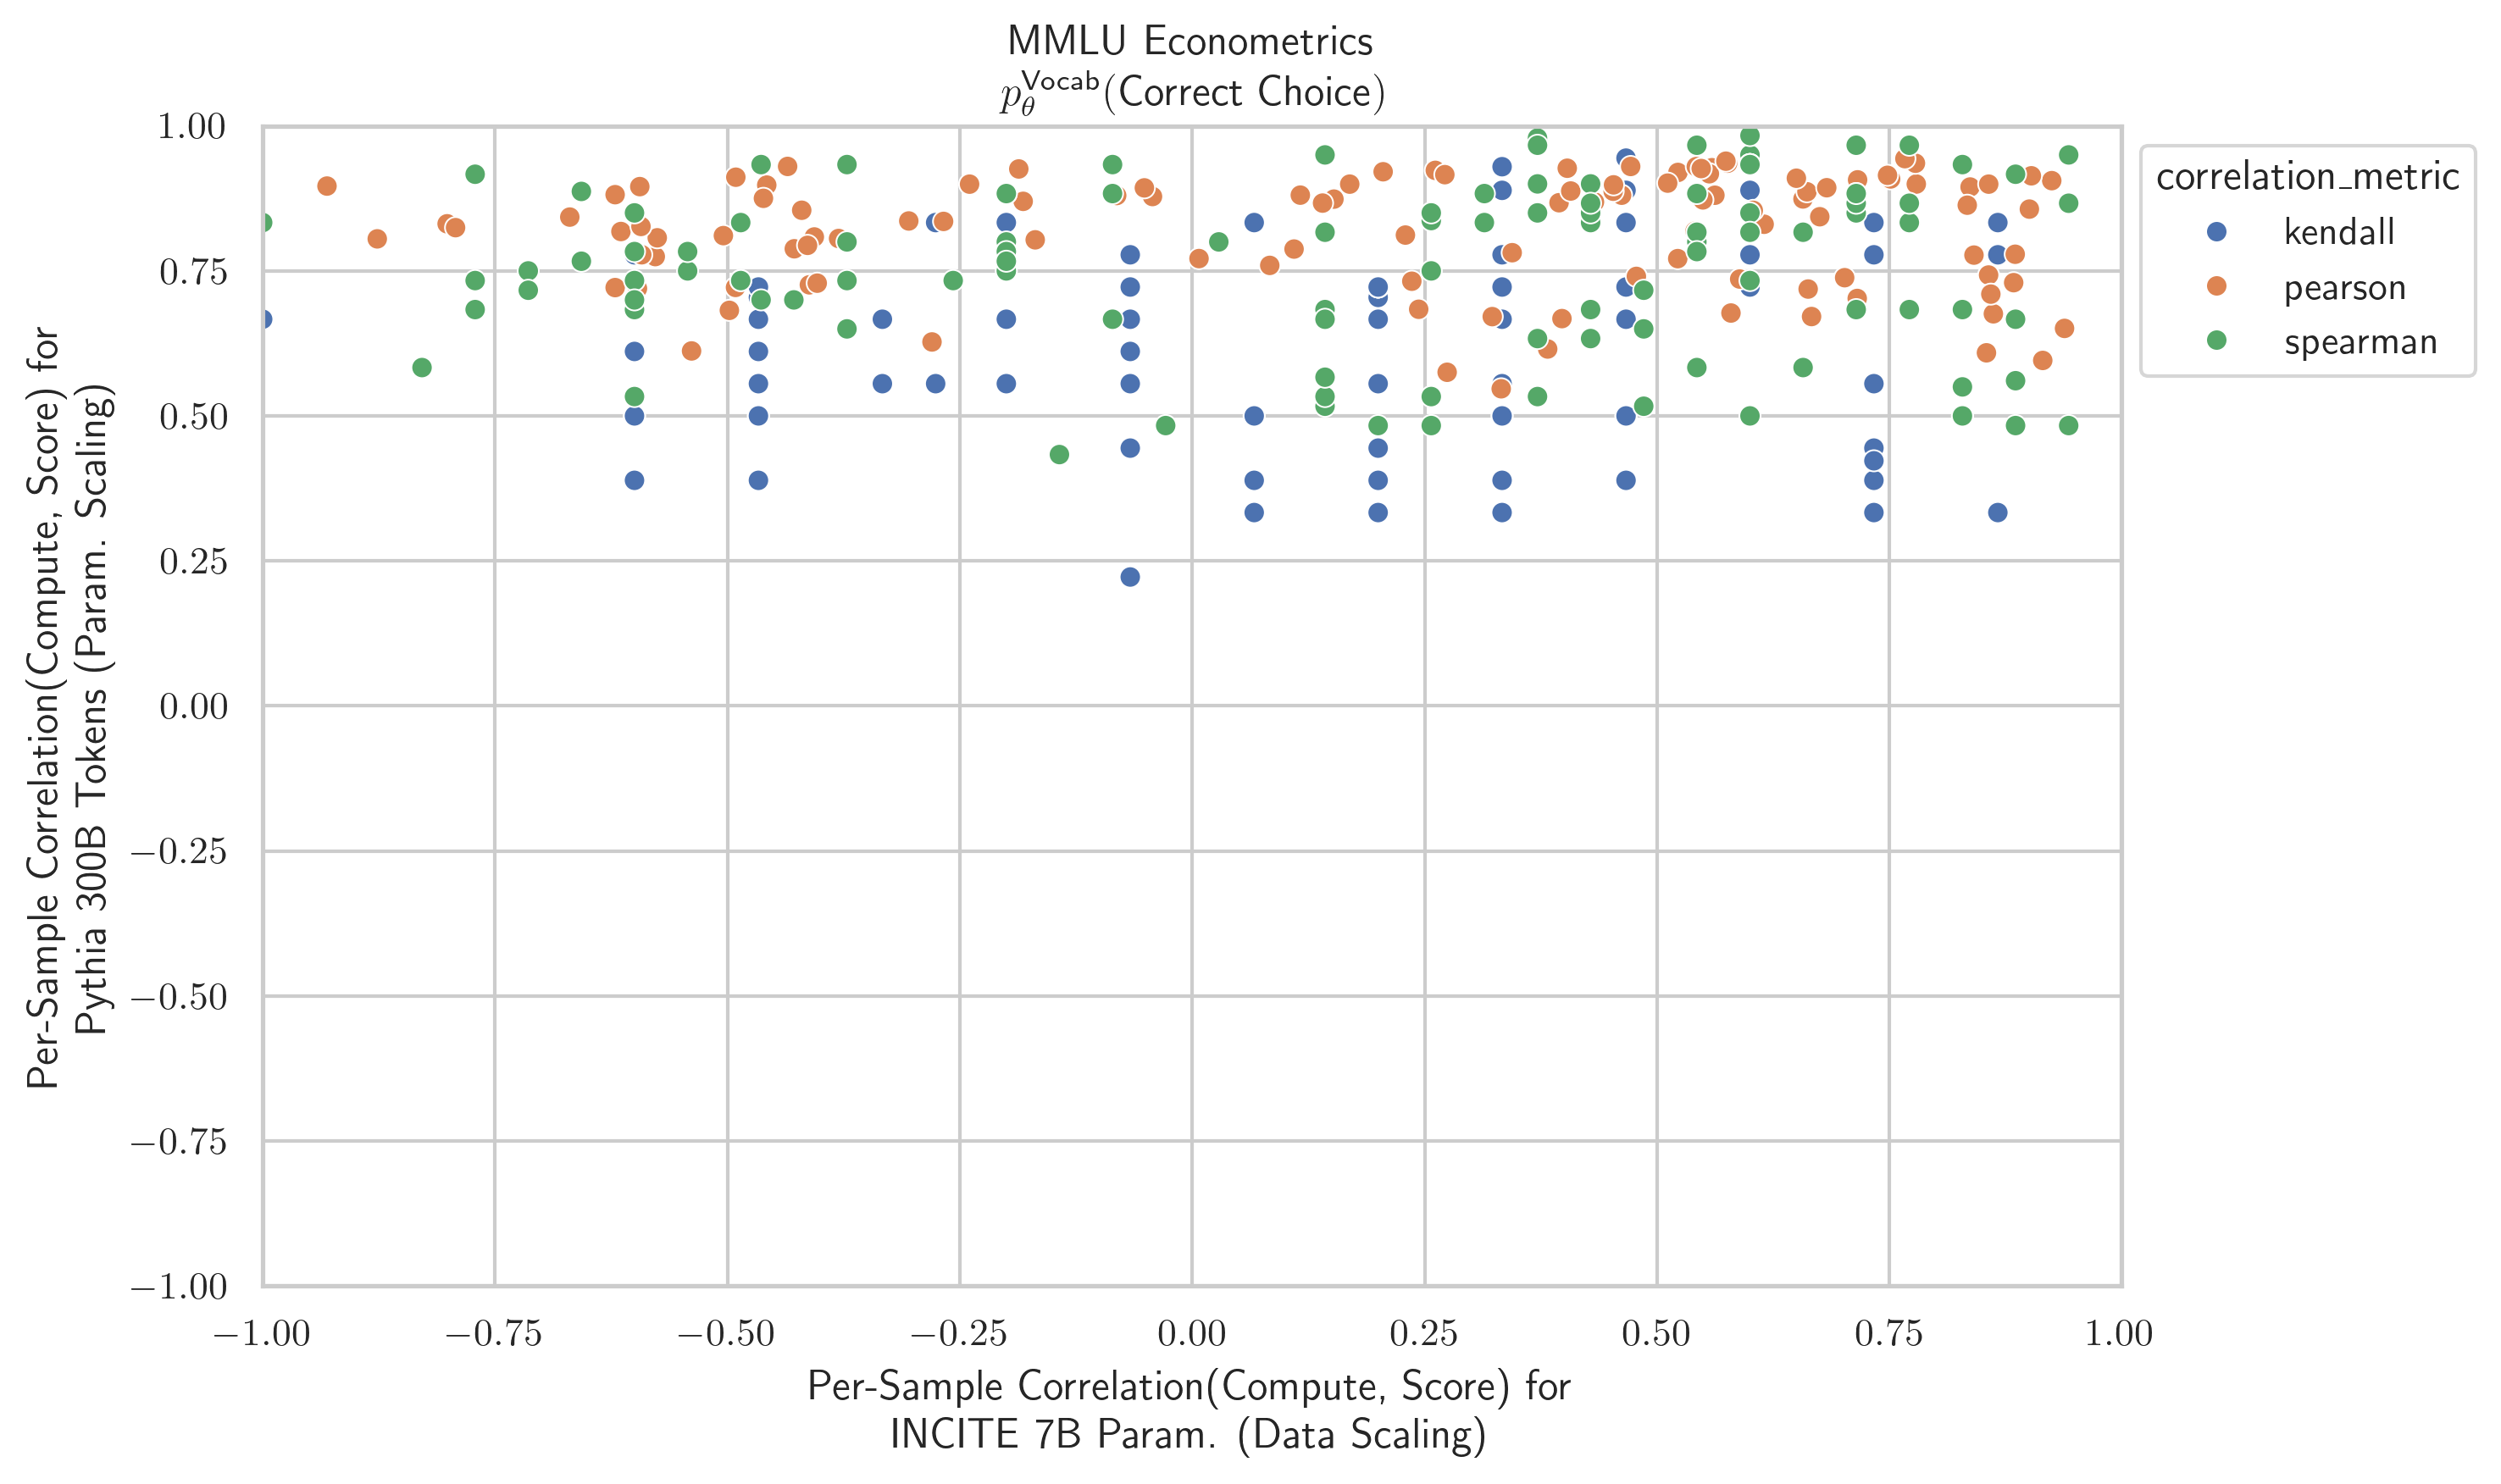 MMLU Econometrics
p_θ^Vocab(Correct Choice)
1.00
0.75
0.50
0.25
0.00
−0.25
−0.50
−0.75
−1.00
Per-Sample Correlation(Compute, Score) for
Pythia 300B Tokens (Param. Scaling)
−1.00
−0.75
−0.50
−0.25
0.00
0.25
0.50
0.75
1.00
Per-Sample Correlation(Compute, Score) for
INCITE 7B Param. (Data Scaling)
correlation_metric
kendall
pearson
spearman